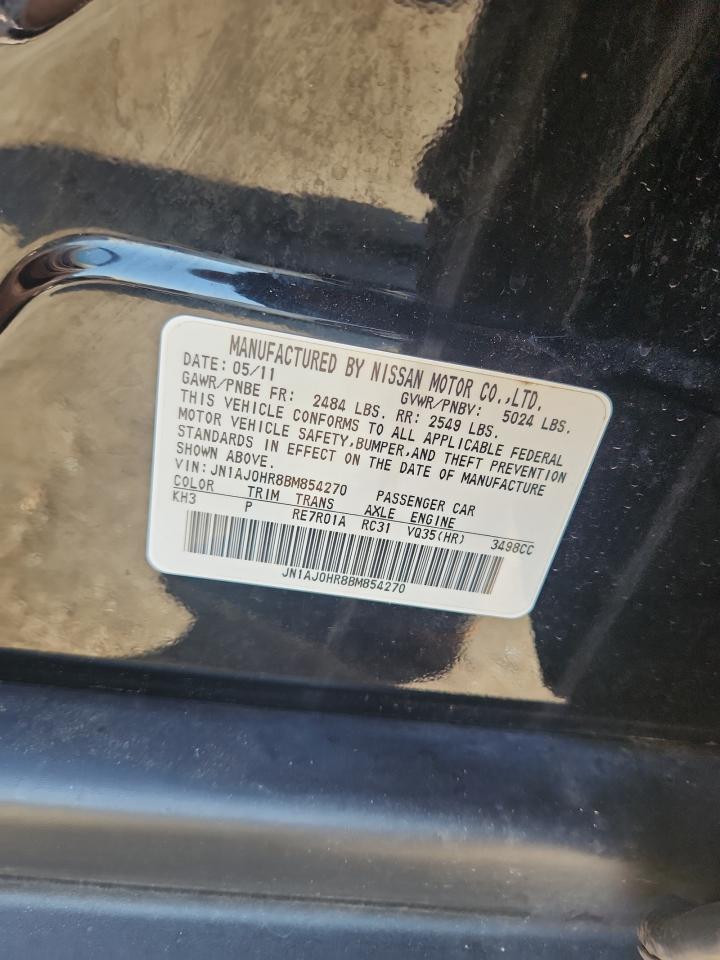 MANUFACTURED BY NISSAN MOTOR CO.,LTD.
DATE: 05/11 GVWR/PNBV: 5024 LBS.
GAWR/PNBE FR: 2484 LBS. RR: 2549 LBS.
THIS VEHICLE CONFORMS TO ALL APPLICABLE FEDERAL
MOTOR VEHICLE SAFETY,BUMPER,AND THEFT PREVENTION
STANDARDS IN EFFECT ON THE DATE OF MANUFACTURE
SHOWN ABOVE.
VIN: JN1AJ0HR8BM854270 PASSENGER CAR
COLOR TRIM TRANS AXLE ENGINE
KH3 P RE7R01A RC31 VQ35(HR) 3498CC
JN1AJ0HR8BM854270